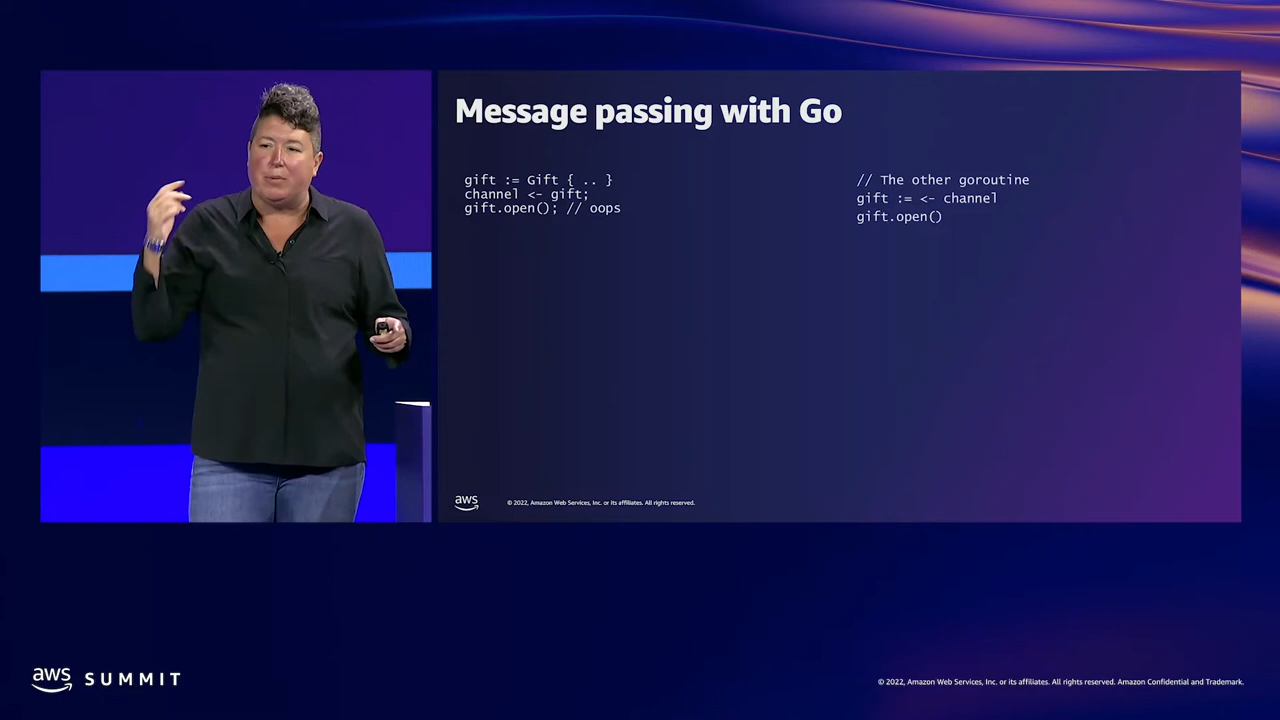 Message passing with Go
gift := Gift { .. }
channel <- gift;
gift.open(); // oops
// The other goroutine
gift := <- channel
gift.open()
aws
© 2022, Amazon Web Services, Inc. or its affiliates. All rights reserved.
aws SUMMIT
© 2022, Amazon Web Services, Inc. or its affiliates. All rights reserved. Amazon Confidential and Trademark.